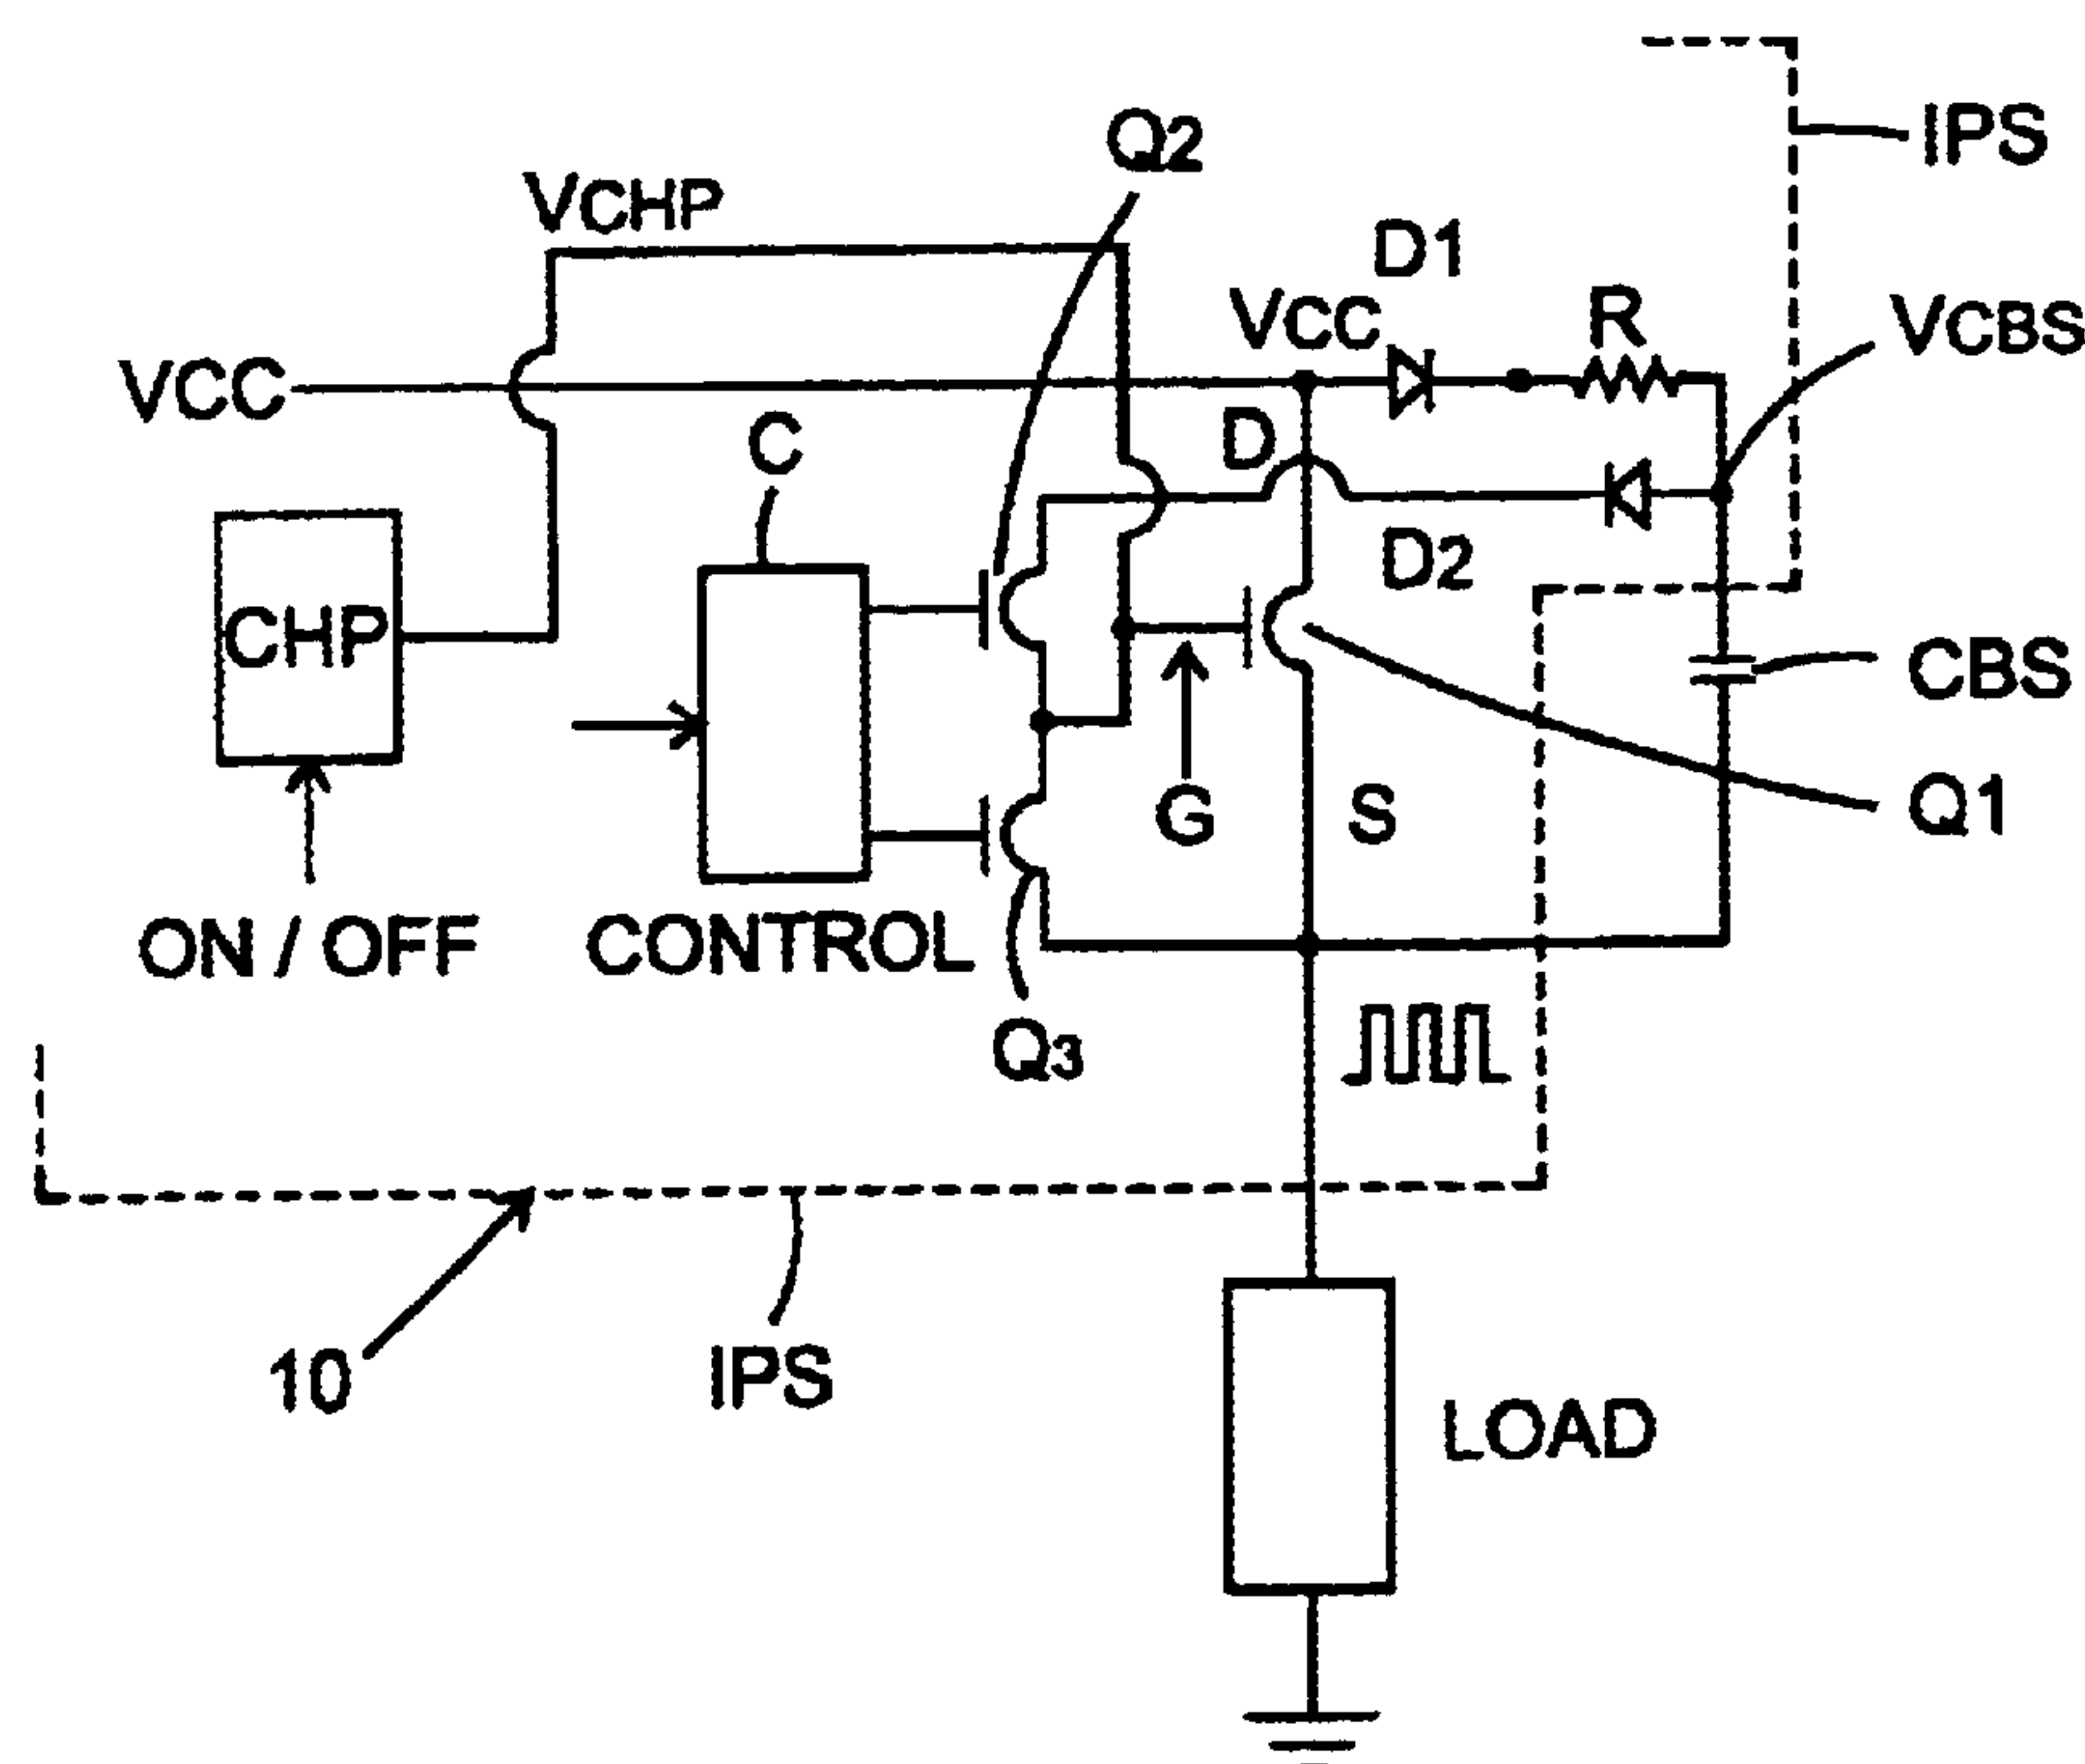 Q2
IPS
VCHP
D1
VCC
R
VCBS
VCC
C
D
D2
CHP
CBS
G
S
Q1
ON / OFF
CONTROL
Q3
10
IPS
LOAD